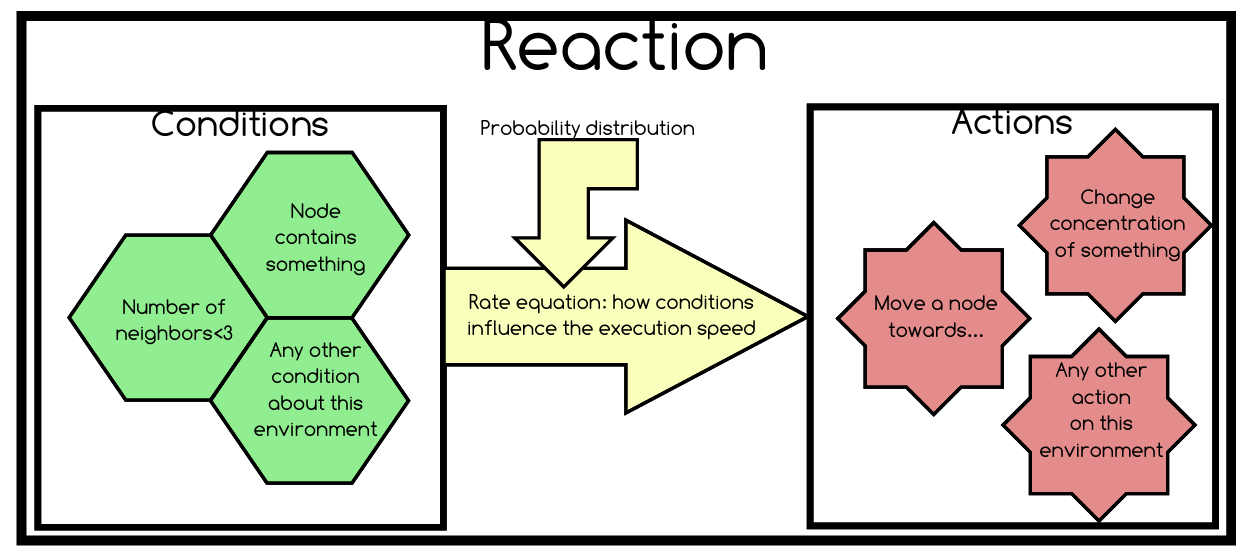 Reaction
Conditions
Node
contains
something
Number of
neighbors<3
Any other
condition
about this
environment
Probability distribution
Rate equation: how conditions
influence the execution speed
Actions
Change
concentration
of something
Move a node
towards...
Any other
action
on this
environment